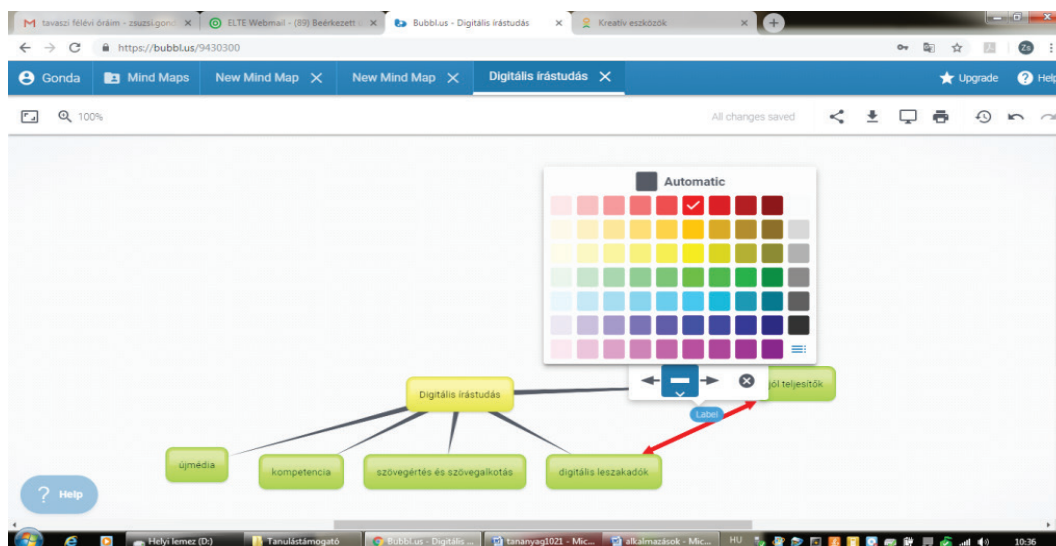 tavaszi félévi óráim - zsuzsi.gond
ELTE Webmail - (19) Beérkezett
Bubbl.us - Digitális írástudás
Kreatív eszközök
https://bubbl.us/9430300
Zs
Gonda
Mind Maps
New Mind Map
New Mind Map
Digitális írástudás
Upgrade
Help
100%
All changes saved
Automatic
Digitális írástudás
jól teljesítők
Label
újmédia
kompetencia
szövegértés és szövegalkotás
digitális leszakadók
? Help
Helyi lemez (D:)
Tanulástámogató
Bubbl.us - Digitális ...
tananyag1021 - Mic...
alkalmazások - Mic...
HU
10:36